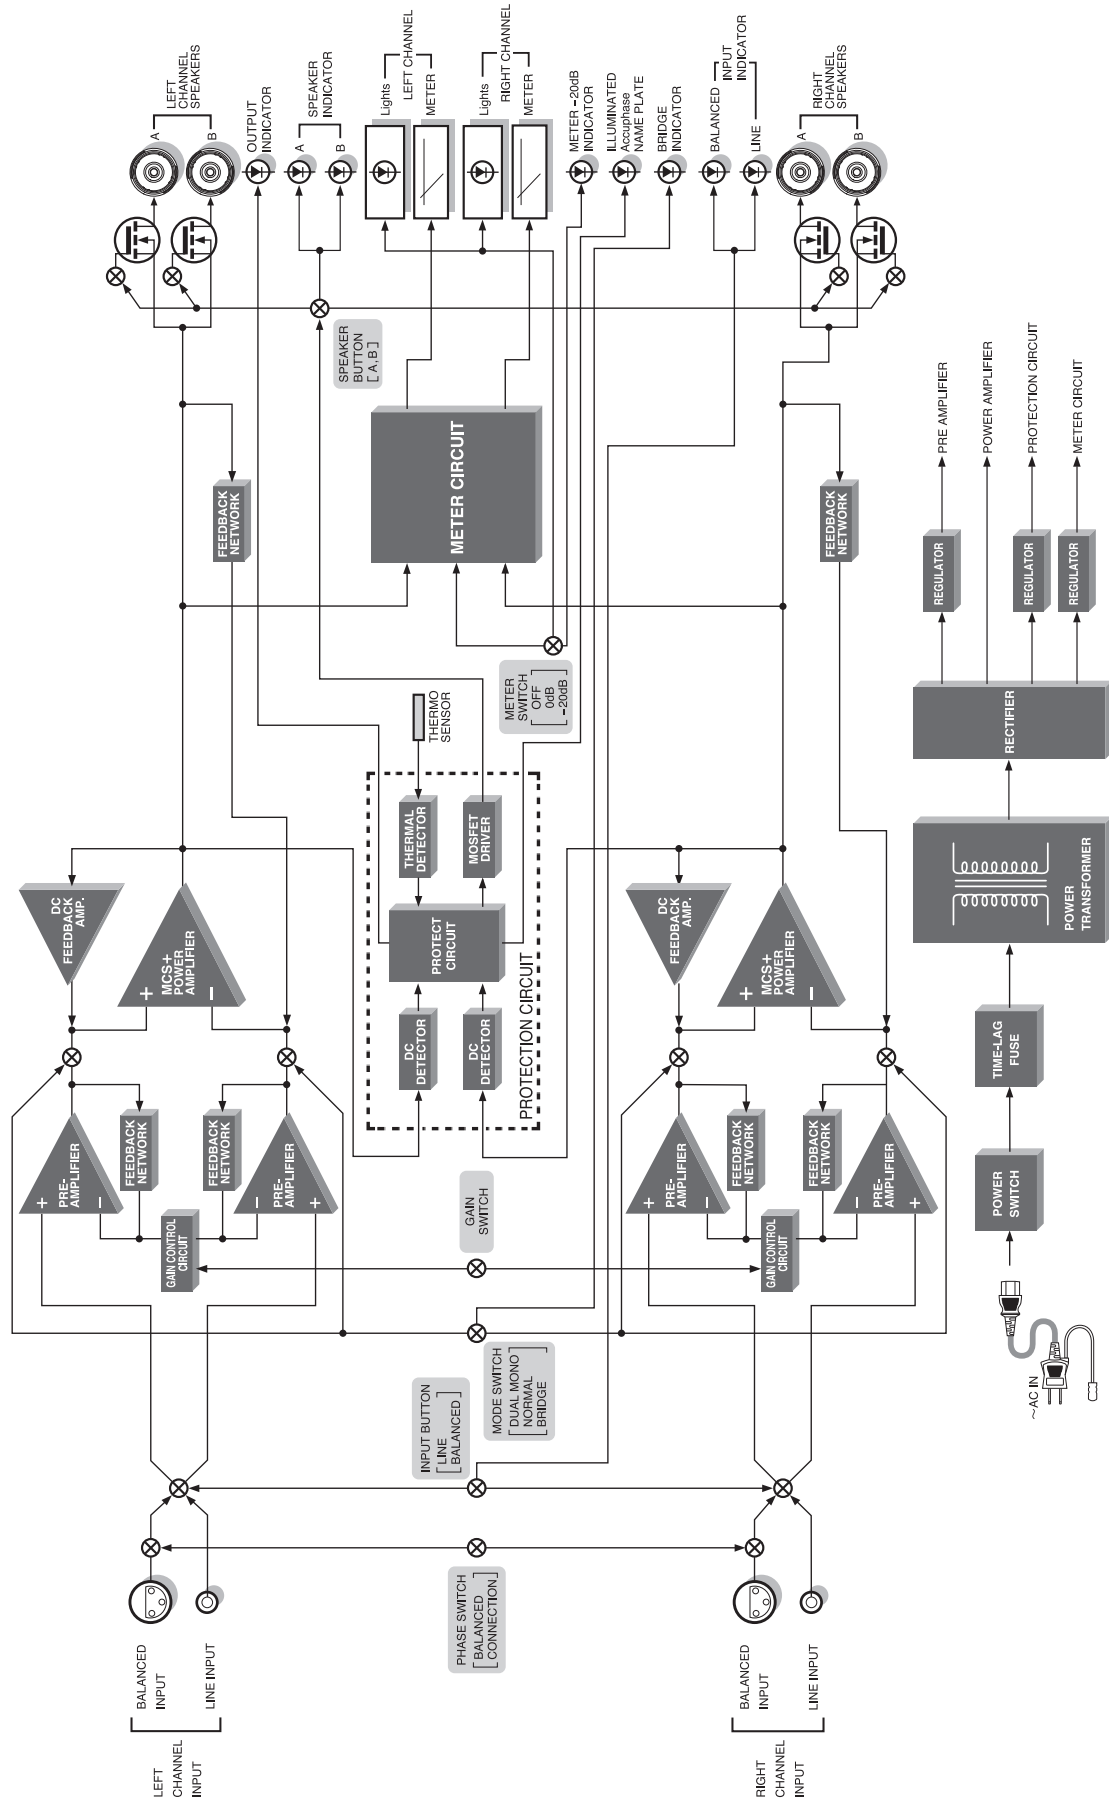 LEFT
CHANNEL
INPUT
BALANCED
INPUT
LINE INPUT
RIGHT
CHANNEL
INPUT
BALANCED
INPUT
LINE INPUT
PHASE SWITCH
[BALANCED
CONNECTION]
INPUT BUTTON
[LINE
BALANCED]
MODE SWITCH
[DUAL MONO
NORMAL
BRIDGE]
GAIN
SWITCH
GAIN CONTROL
CIRCUIT
+
PRE-
AMPLIFIER
−
FEEDBACK
NETWORK
FEEDBACK
NETWORK
−
PRE-
AMPLIFIER
+
DC
FEEDBACK
AMP.
+
MCS+
POWER
AMPLIFIER
−
FEEDBACK
NETWORK
DC
DETECTOR
DC
DETECTOR
PROTECT
CIRCUIT
THERMAL
DETECTOR
MOSFET
DRIVER
PROTECTION CIRCUIT
THERMO
SENSOR
METER
SWITCH
[OFF
0dB
−20dB]
METER CIRCUIT
SPEAKER
BUTTON
[A, B]
GAIN CONTROL
CIRCUIT
+
PRE-
AMPLIFIER
−
FEEDBACK
NETWORK
FEEDBACK
NETWORK
−
PRE-
AMPLIFIER
+
DC
FEEDBACK
AMP.
+
MCS+
POWER
AMPLIFIER
−
FEEDBACK
NETWORK
LEFT
CHANNEL
SPEAKERS
A
B
OUTPUT
INDICATOR
SPEAKER
INDICATOR
A
B
Lights
LEFT CHANNEL
METER
Lights
RIGHT CHANNEL
METER
METER −20dB
INDICATOR
ILLUMINATED
Accuphase
NAME PLATE
BRIDGE
INDICATOR
BALANCED
INPUT
INDICATOR
LINE
RIGHT
CHANNEL
SPEAKERS
A
B
~AC IN
POWER
SWITCH
TIME-LAG
FUSE
POWER
TRANSFORMER
RECTIFIER
REGULATOR
REGULATOR
REGULATOR
PRE AMPLIFIER
POWER AMPLIFIER
PROTECTION CIRCUIT
METER CIRCUIT